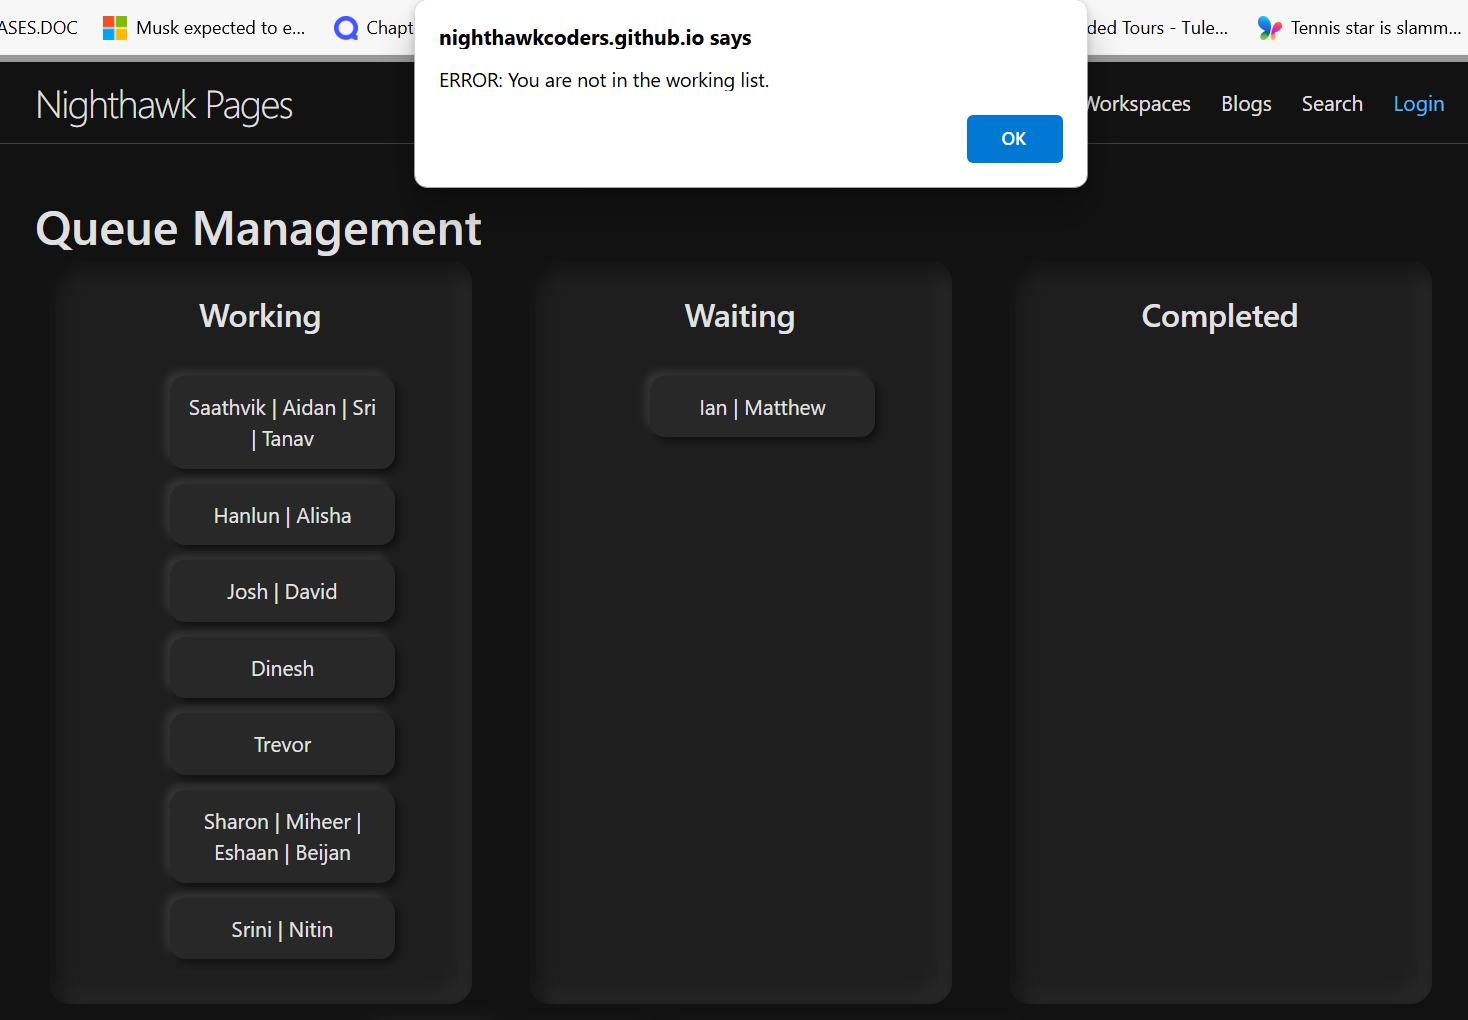 ASES.DOC
Musk expected to e...
Chapt
ded Tours - Tule...
Tennis star is slamm...
nighthawkcoders.github.io says
ERROR: You are not in the working list.
OK
Nighthawk Pages
Workspaces
Blogs
Search
Login
Queue Management
Working
Saathvik | Aidan | Sri
| Tanav
Hanlun | Alisha
Josh | David
Dinesh
Trevor
Sharon | Miheer |
Eshaan | Beijan
Srini | Nitin
Waiting
Ian | Matthew
Completed